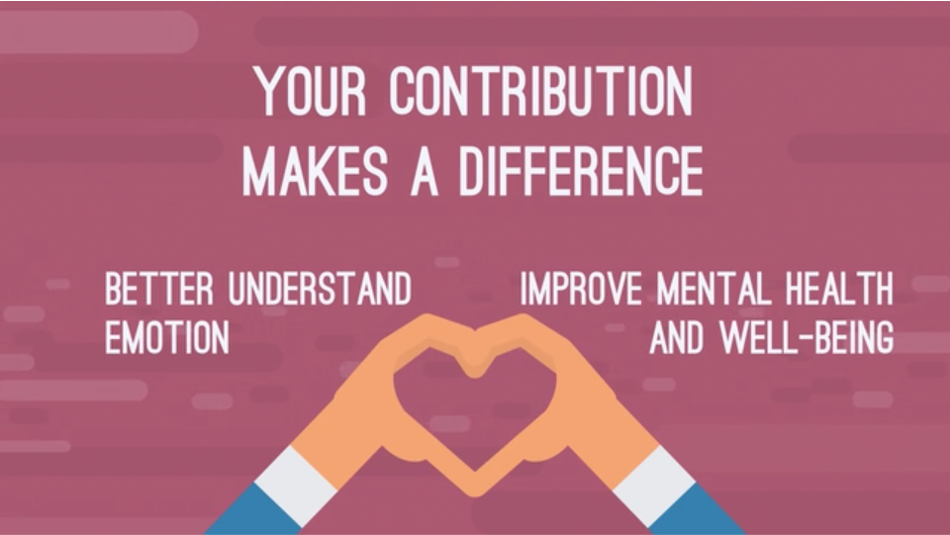 YOUR CONTRIBUTION
MAKES A DIFFERENCE
BETTER UNDERSTAND
EMOTION
IMPROVE MENTAL HEALTH
AND WELL-BEING